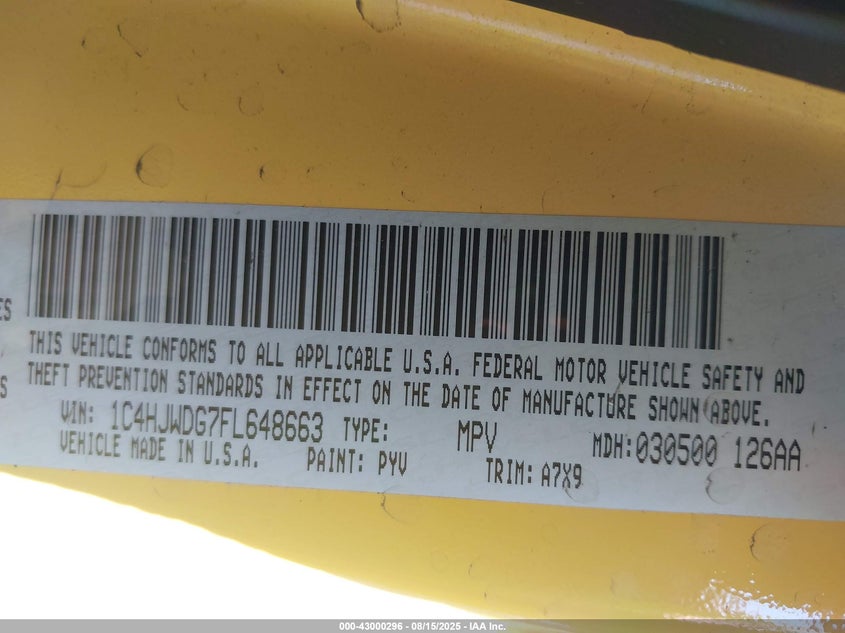 ES
S
THIS VEHICLE CONFORMS TO ALL APPLICABLE U.S.A. FEDERAL MOTOR VEHICLE SAFETY AND
THEFT PREVENTION STANDARDS IN EFFECT ON THE DATE OF MANUFACTURE SHOWN ABOVE.
VIN: 1C4HJWDG7FL648663 TYPE: MPV MDH:030500 126AA
VEHICLE MADE IN U.S.A. PAINT: PYV TRIM: A7X9
000-43000296 - 08/15/2025 - IAA Inc.